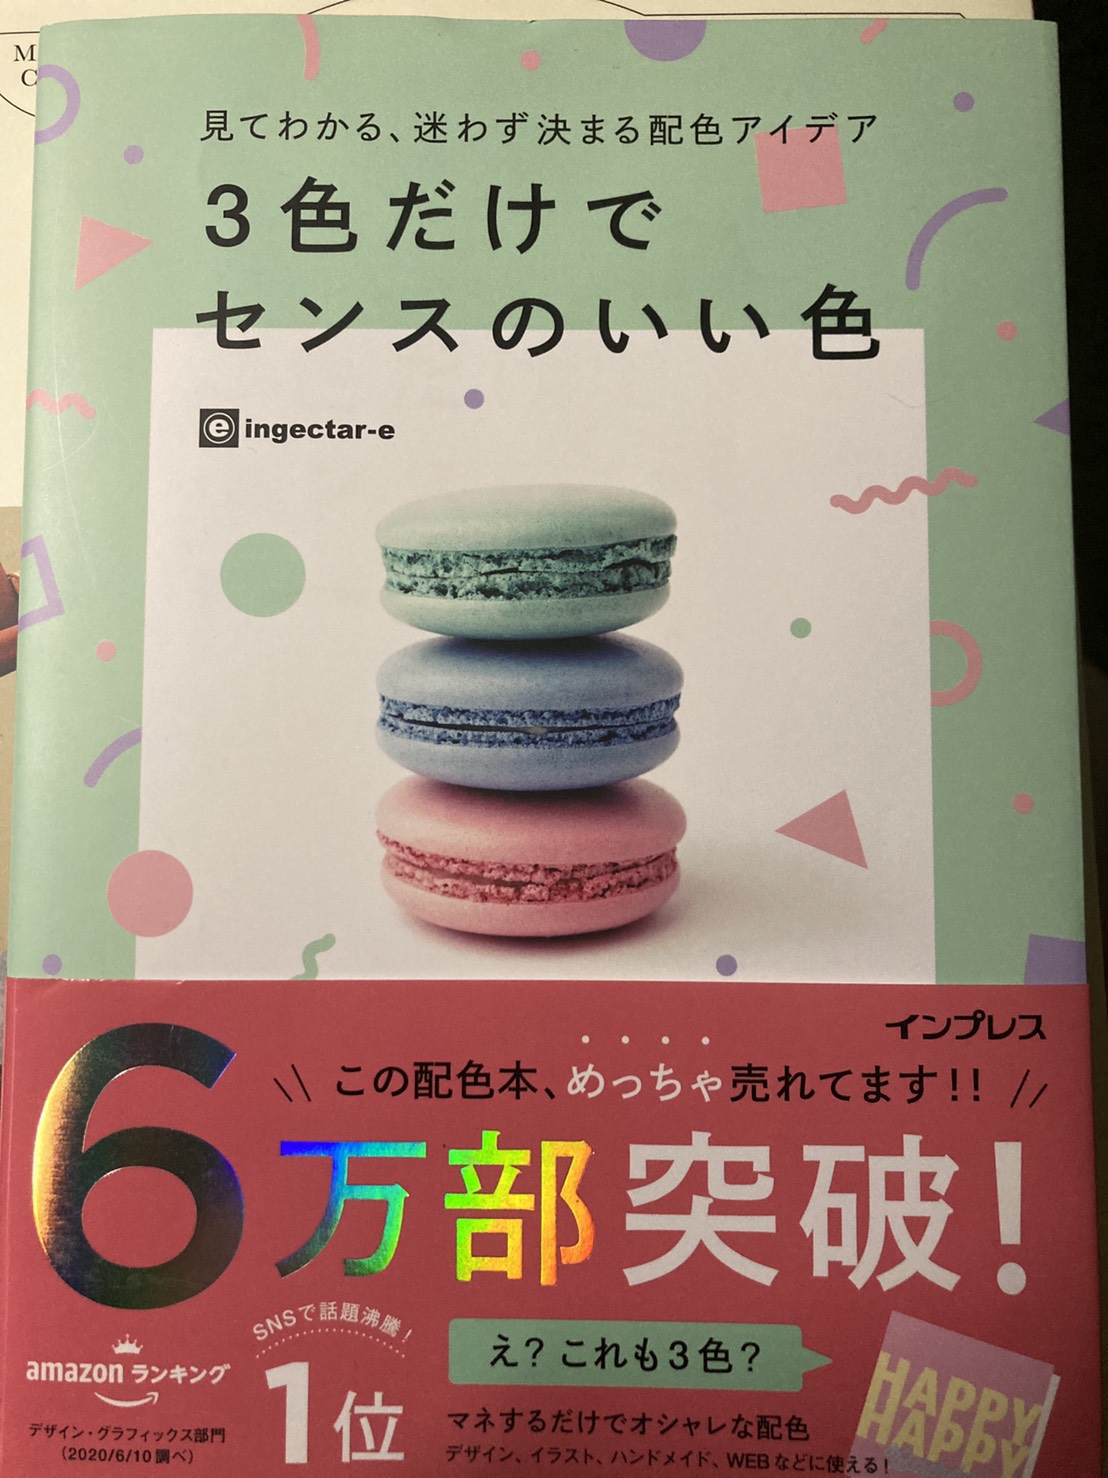 M
C
見てわかる、迷わず決まる配色アイデア
3色だけで
センスのいい色
e ingectar-e
インプレス
\\ この配色本、めっちゃ売れてます!! //
6万部突破!
SNSで話題沸騰!
amazon ランキング
1位
デザイン・グラフィックス部門
(2020/6/10 調べ)
え? これも3色?
マネするだけでオシャレな配色
デザイン、イラスト、ハンドメイド、WEBなどに使える!
HAPPY
HAPPY